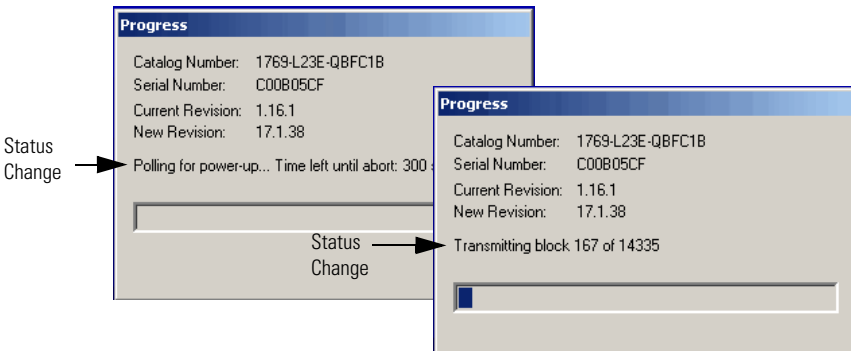 Progress
Catalog Number: 1769-L23E-QBFC1B
Serial Number: C00B05CF
Current Revision: 1.16.1
New Revision: 17.1.38
Status
Change
Polling for power-up... Time left until abort: 300
Progress
Catalog Number: 1769-L23E-QBFC1B
Serial Number: C00B05CF
Current Revision: 1.16.1
New Revision: 17.1.38
Status
Change
Transmitting block 167 of 14335